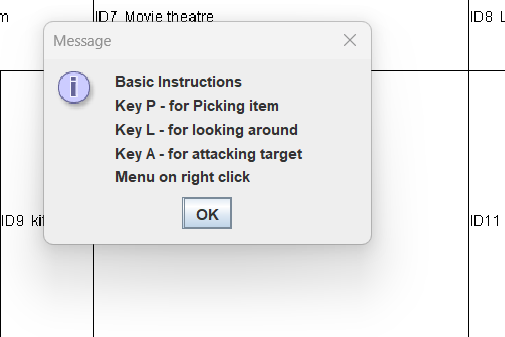 m
ID7 Movie theatre
ID8 L
Message
Basic Instructions
Key P - for Picking item
Key L - for looking around
Key A - for attacking target
Menu on right click
OK
ID9 kit
ID11